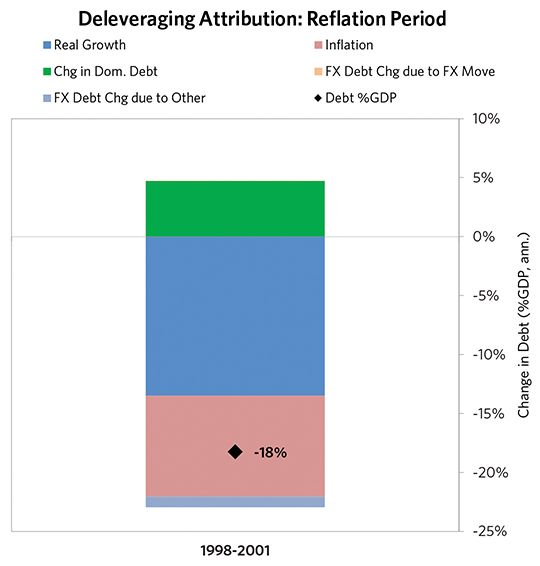 Deleveraging Attribution: Reflation Period
Real Growth
Inflation
Chg in Dom. Debt
FX Debt Chg due to FX Move
FX Debt Chg due to Other
Debt %GDP
10%
5%
0%
-5%
-10%
-15%
-20%
-25%
Change in Debt (%GDP, ann.)
-18%
1998-2001